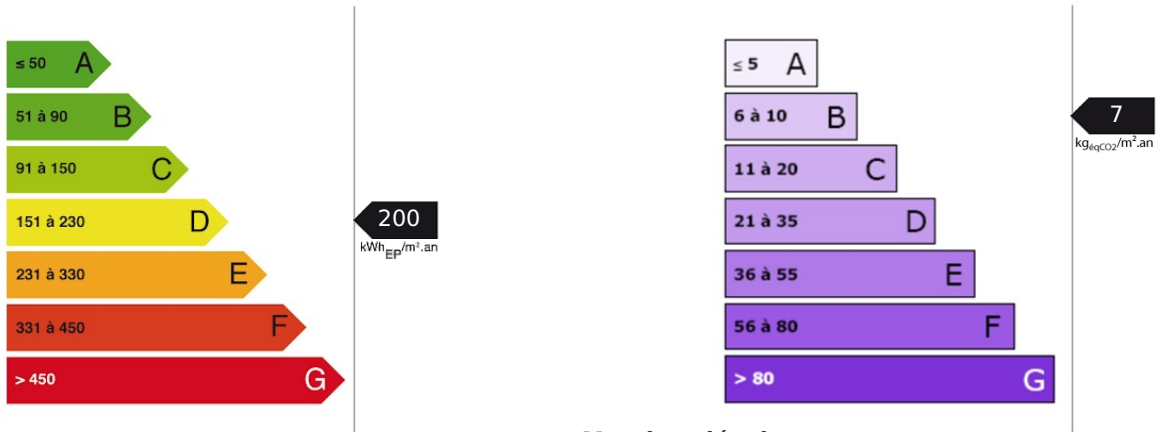 ≤ 50 A
51 à 90 B
91 à 150 C
151 à 230 D
231 à 330 E
331 à 450 F
> 450 G
200
kWhEP/m².an
≤ 5 A
6 à 10 B
11 à 20 C
21 à 35 D
36 à 55 E
56 à 80 F
> 80 G
7
kgéqCO2/m².an